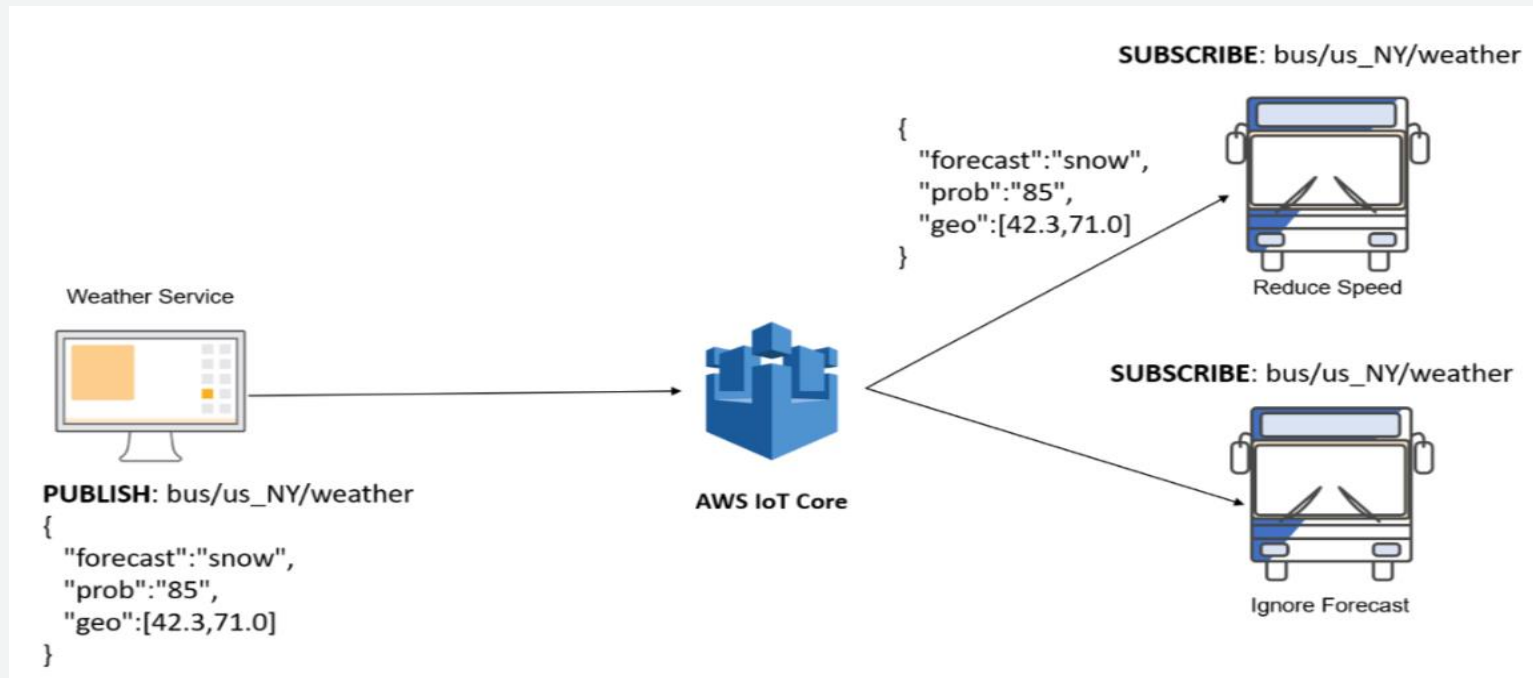 Weather Service
PUBLISH: bus/us_NY/weather
{
"forecast":"snow",
"prob":"85",
"geo":[42.3,71.0]
}
AWS IoT Core
{
"forecast":"snow",
"prob":"85",
"geo":[42.3,71.0]
}
SUBSCRIBE: bus/us_NY/weather
Reduce Speed
SUBSCRIBE: bus/us_NY/weather
Ignore Forecast